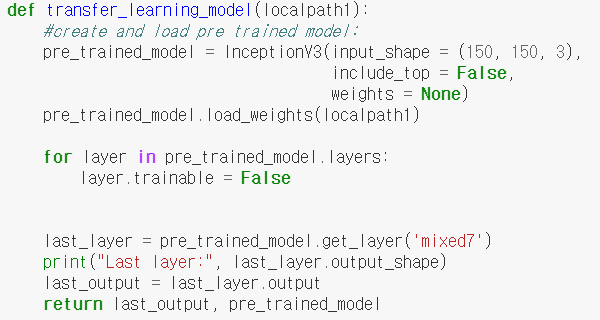 def transfer_learning_model(localpath1):
    #create and load pre trained model:
    pre_trained_model = InceptionV3(input_shape = (150, 150, 3),
                                    include_top = False,
                                    weights = None)
    pre_trained_model.load_weights(localpath1)
    for layer in pre_trained_model.layers:
        layer.trainable = False
    last_layer = pre_trained_model.get_layer('mixed7')
    print("Last layer:", last_layer.output_shape)
    last_output = last_layer.output
    return last_output, pre_trained_model